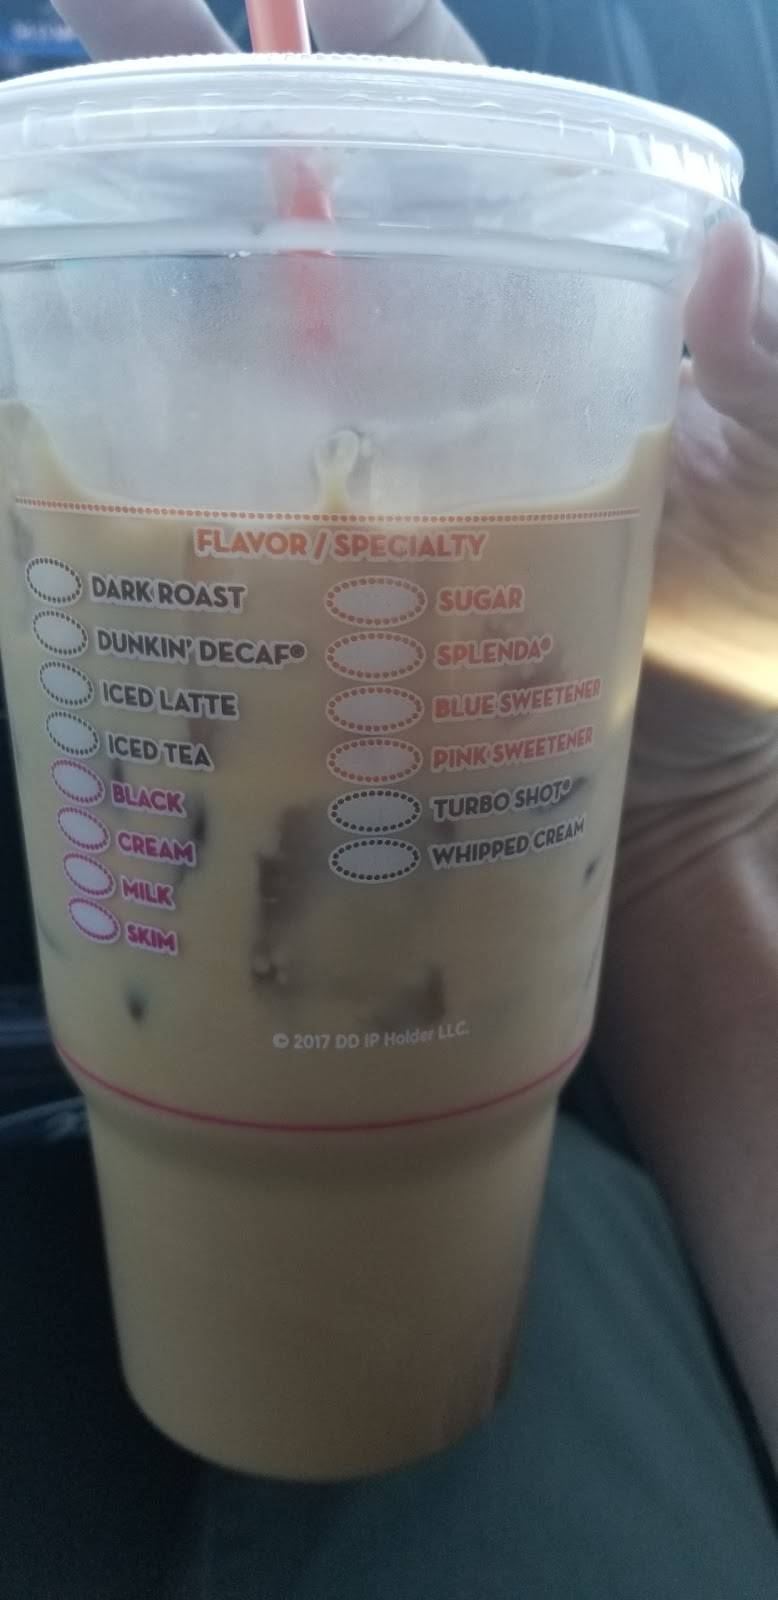 FLAVOR / SPECIALTY
DARK ROAST
DUNKIN' DECAF®
ICED LATTE
ICED TEA
BLACK
CREAM
MILK
SKIM
SUGAR
SPLENDA®
BLUE SWEETENER
PINK SWEETENER
TURBO SHOT®
WHIPPED CREAM
© 2017 DD IP Holder LLC.